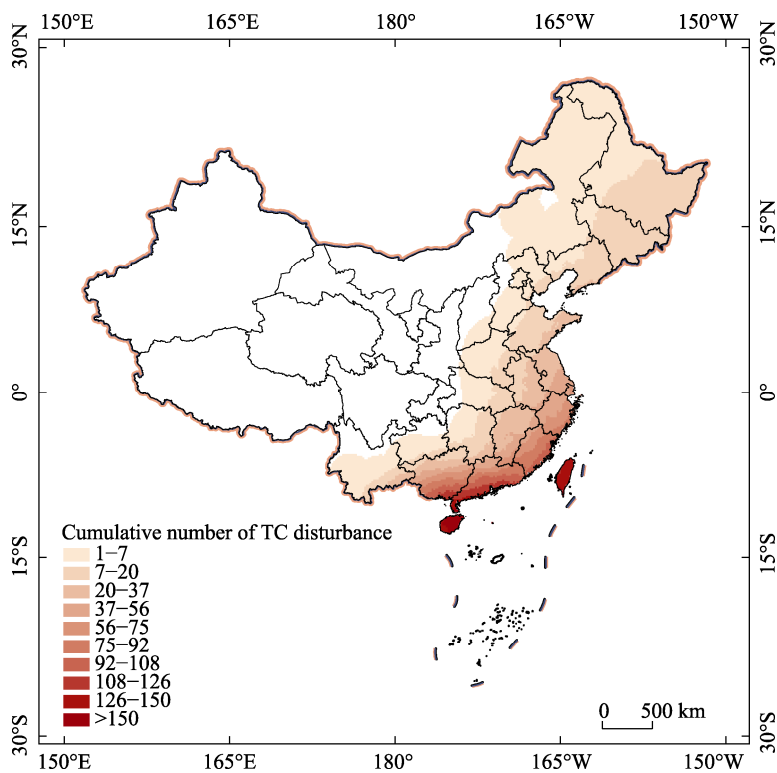 150°E 165°E 180° 165°W 150°W
30°N 30°N
15°N 15°N
0° 0°
15°S 15°S
30°S 30°S
Cumulative number of TC disturbance
1–7
7–20
20–37
37–56
56–75
75–92
92–108
108–126
126–150
>150
0 500 km
150°E 165°E 180° 165°W 150°W